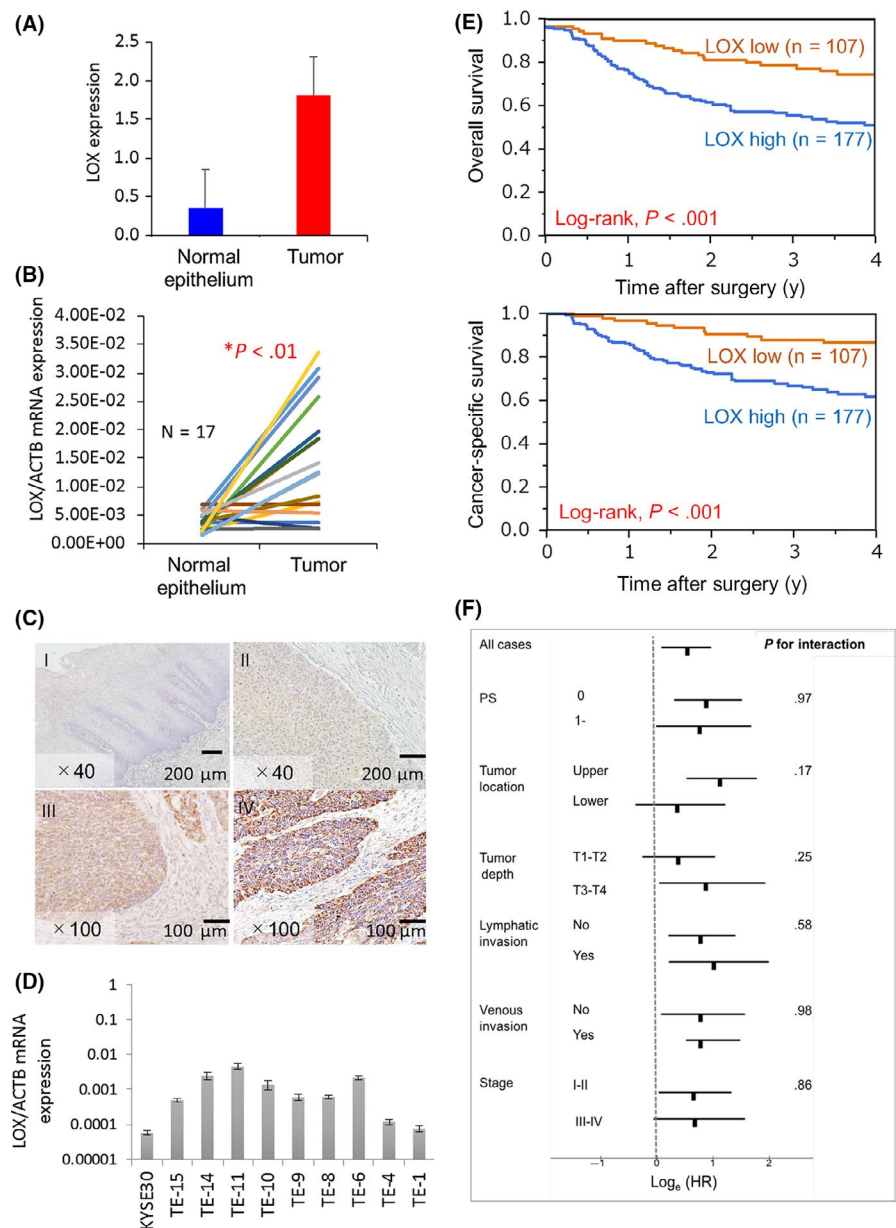 (A)
LOX expression
2.5
2.0
1.5
1.0
0.5
0.0
Normal
epithelium
Tumor
(B)
LOX/ACTB mRNA expression
4.00E-02
3.50E-02
3.00E-02
2.50E-02
2.00E-02
1.50E-02
1.00E-02
5.00E-03
0.00E+00
*P < .01
N = 17
Normal
epithelium
Tumor
(C)
I
× 40
200 µm
II
× 40
200 µm
III
× 100
100 µm
IV
× 100
100 µm
(D)
LOX/ACTB mRNA
expression
1
0.1
0.01
0.001
0.0001
0.00001
KYSE30
TE-15
TE-14
TE-11
TE-10
TE-9
TE-8
TE-6
TE-4
TE-1
(E)
Overall survival
1.0
0.8
0.6
0.4
0.2
0.0
LOX low (n = 107)
LOX high (n = 177)
Log-rank, P < .001
0 1 2 3 4
Time after surgery (y)
Cancer-specific survival
1.0
0.8
0.6
0.4
0.2
0.0
LOX low (n = 107)
LOX high (n = 177)
Log-rank, P < .001
0 1 2 3 4
Time after surgery (y)
(F)
All cases P for interaction
PS 0 .97
1-
Tumor
location
Upper .17
Lower
Tumor
depth
T1-T2 .25
T3-T4
Lymphatic
invasion
No .58
Yes
Venous
invasion
No .98
Yes
Stage I-II .86
III-IV
−1 0 1 2
Logₑ (HR)